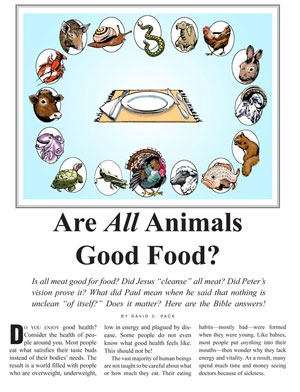 Are All Animals
Good Food?
Is all meat good for food? Did Jesus “cleanse” all meat? Did Peter’s
vision prove it? What did Paul mean when he said that nothing is
unclean “of itself?” Does it matter? Here are the Bible answers!
BY DAVID C. PACK
DO YOU ENJOY good health?
Consider the health of peo-
ple around you. Most people
eat what satisfies their taste buds
instead of their bodies’ needs. The
result is a world filled with people
who are overweight, underweight,
low in energy and plagued by dis-
ease. Some people do not even
know what good health feels like.
This should not be!
The vast majority of human beings
are not taught to be careful about what
or how much they eat. Their eating
habits—mostly bad—were formed
when they were young. Like babies,
most people put anything into their
mouths—then wonder why they lack
energy and vitality. As a result, many
spend much time and money seeing
doctors because of sickness.